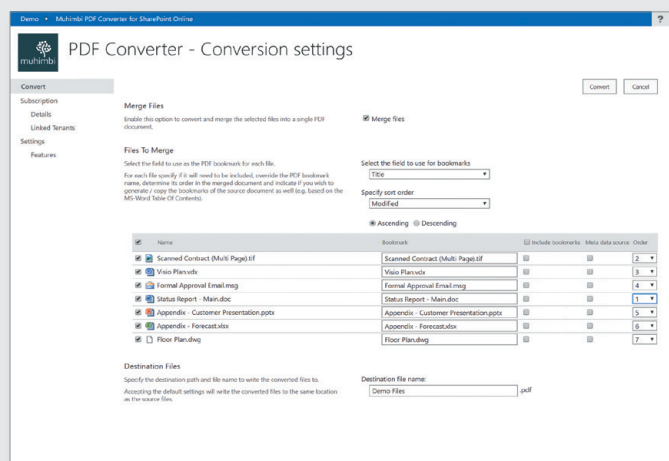 Demo • Muhimbi PDF Converter for SharePoint Online ?
muhimbi
PDF Converter - Conversion settings
Convert
Subscription
Details
Linked Tenants
Settings
Features
Convert Cancel
Merge Files
Enable this option to convert and merge the selected files into a single PDF
document.
Merge files
Files To Merge
Select the field to use as the PDF bookmark for each file.
For each file specify if it will need to be included, override the PDF bookmark
name, determine its order in the merged document and indicate if you wish to
generate / copy the bookmarks of the source document as well (e.g. based on the
MS-Word Table Of Contents).
Select the field to use for bookmarks
Title
Specify sort order
Modified
Ascending Descending
Name Bookmark Include bookmarks Meta data source Order
Scanned Contract (Multi Page).tif Scanned Contract (Multi Page).tif 2
Visio Plan.vdx Visio Plan.vdx 3
Formal Approval Email.msg Formal Approval Email.msg 4
Status Report - Main.doc Status Report - Main.doc 1
Appendix - Customer Presentation.pptx Appendix - Customer Presentation.pptx 5
Appendix - Forecast.xlsx Appendix - Forecast.xlsx 6
Floor Plan.dwg Floor Plan.dwg 7
Destination Files
Specify the destination path and file name to write the converted files to.
Accepting the default settings will write the converted files to the same location
as the source files.
Destination file name:
Demo Files .pdf